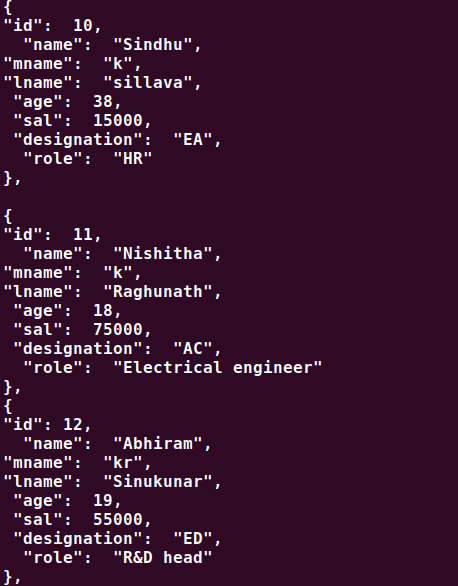 {
"id":  10,
  "name":  "Sindhu",
"mname":  "k",
"lname":  "sillava",
 "age":  38,
 "sal":  15000,
 "designation":  "EA",
  "role":  "HR"
},

{
"id":  11,
  "name":  "Nishitha",
"mname":  "k",
"lname":  "Raghunath",
 "age":  18,
 "sal":  75000,
 "designation":  "AC",
  "role":  "Electrical engineer"
},
{
"id": 12,
  "name":  "Abhiram",
"mname":  "kr",
"lname":  "Sinukunar",
 "age":  19,
 "sal":  55000,
 "designation":  "ED",
  "role":  "R&D head"
},